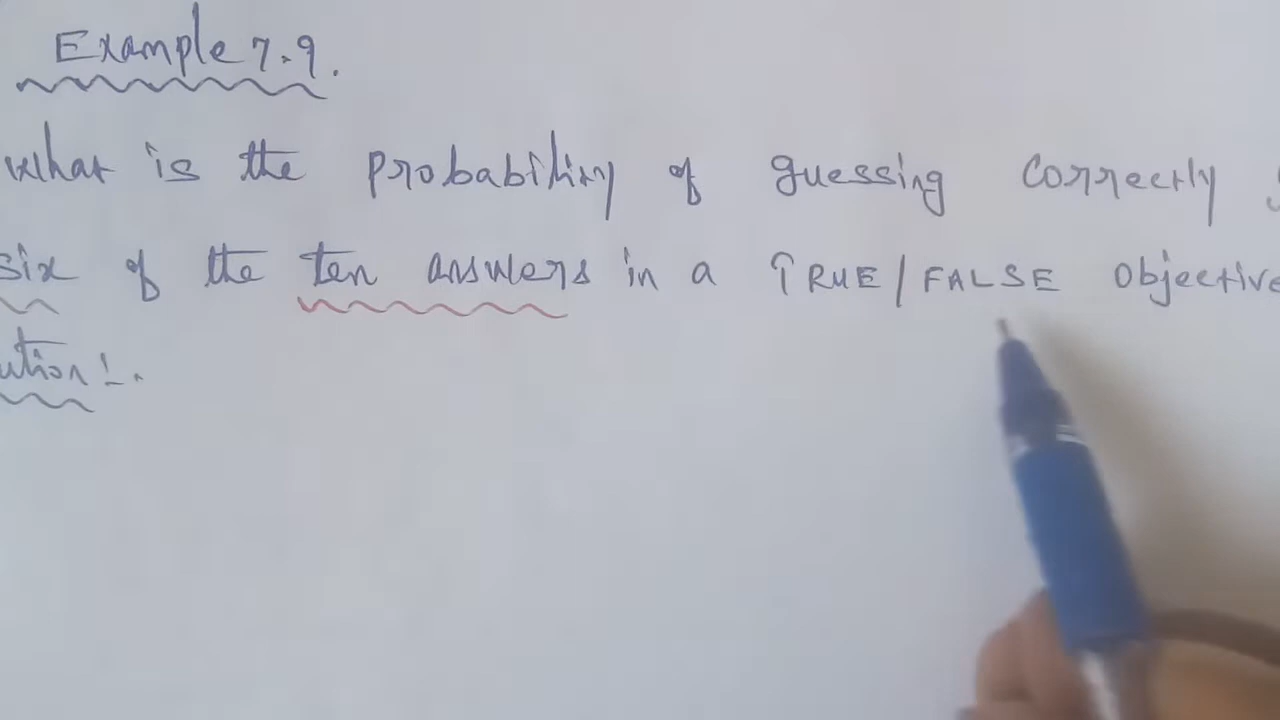 Example 7.9.
What is the probability of guessing correctly
six of the ten answers in a TRUE/FALSE Objective
ution:-.